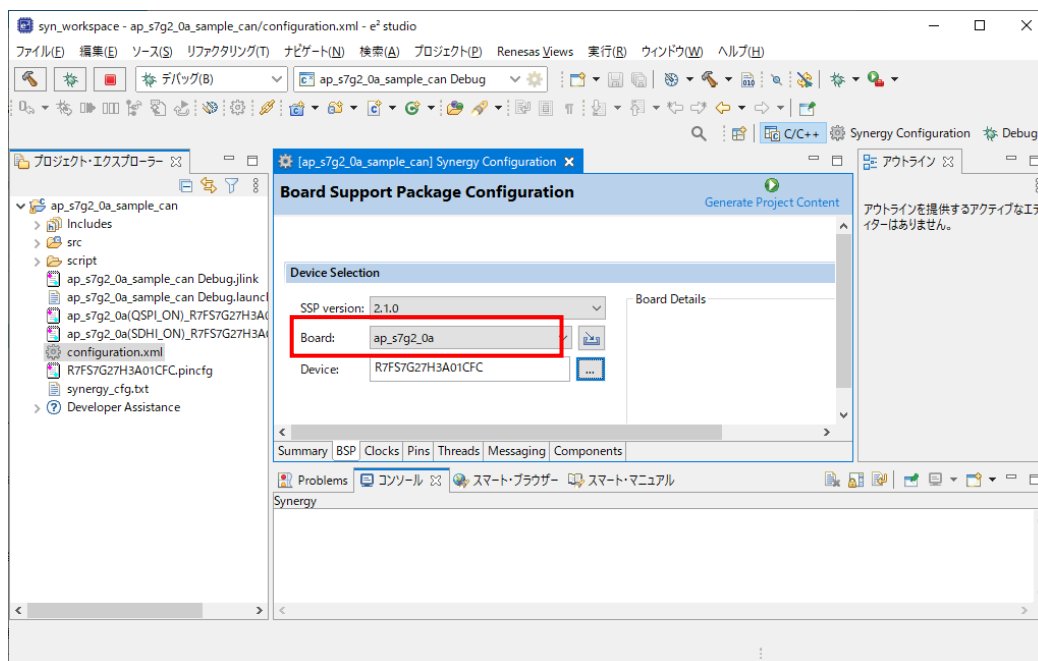 syn_workspace - ap_s7g2_0a_sample_can/configuration.xml - e² studio
ファイル(F) 編集(E) ソース(S) リファクタリング(T) ナビゲート(N) 検索(A) プロジェクト(P) Renesas Views 実行(R) ウィンドウ(W) ヘルプ(H)
デバッグ(B) ap_s7g2_0a_sample_can Debug
C/C++ Synergy Configuration Debug
プロジェクト・エクスプローラー
ap_s7g2_0a_sample_can
Includes
src
script
ap_s7g2_0a_sample_can Debug.jlink
ap_s7g2_0a_sample_can Debug.launcl
ap_s7g2_0a(QSPI_ON)_R7FS7G27H3A(
ap_s7g2_0a(SDHI_ON)_R7FS7G27H3A(
configuration.xml
R7FS7G27H3A01CFC.pincfg
synergy_cfg.txt
Developer Assistance
[ap_s7g2_0a_sample_can] Synergy Configuration
Board Support Package Configuration
Generate Project Content
Device Selection
SSP version: 2.1.0
Board: ap_s7g2_0a
Device: R7FS7G27H3A01CFC ...
Board Details
Summary BSP Clocks Pins Threads Messaging Components
アウトライン
アウトラインを提供するアクティブなエデ
ィターはありません。
Problems コンソール スマート・ブラウザー スマート・マニュアル
Synergy